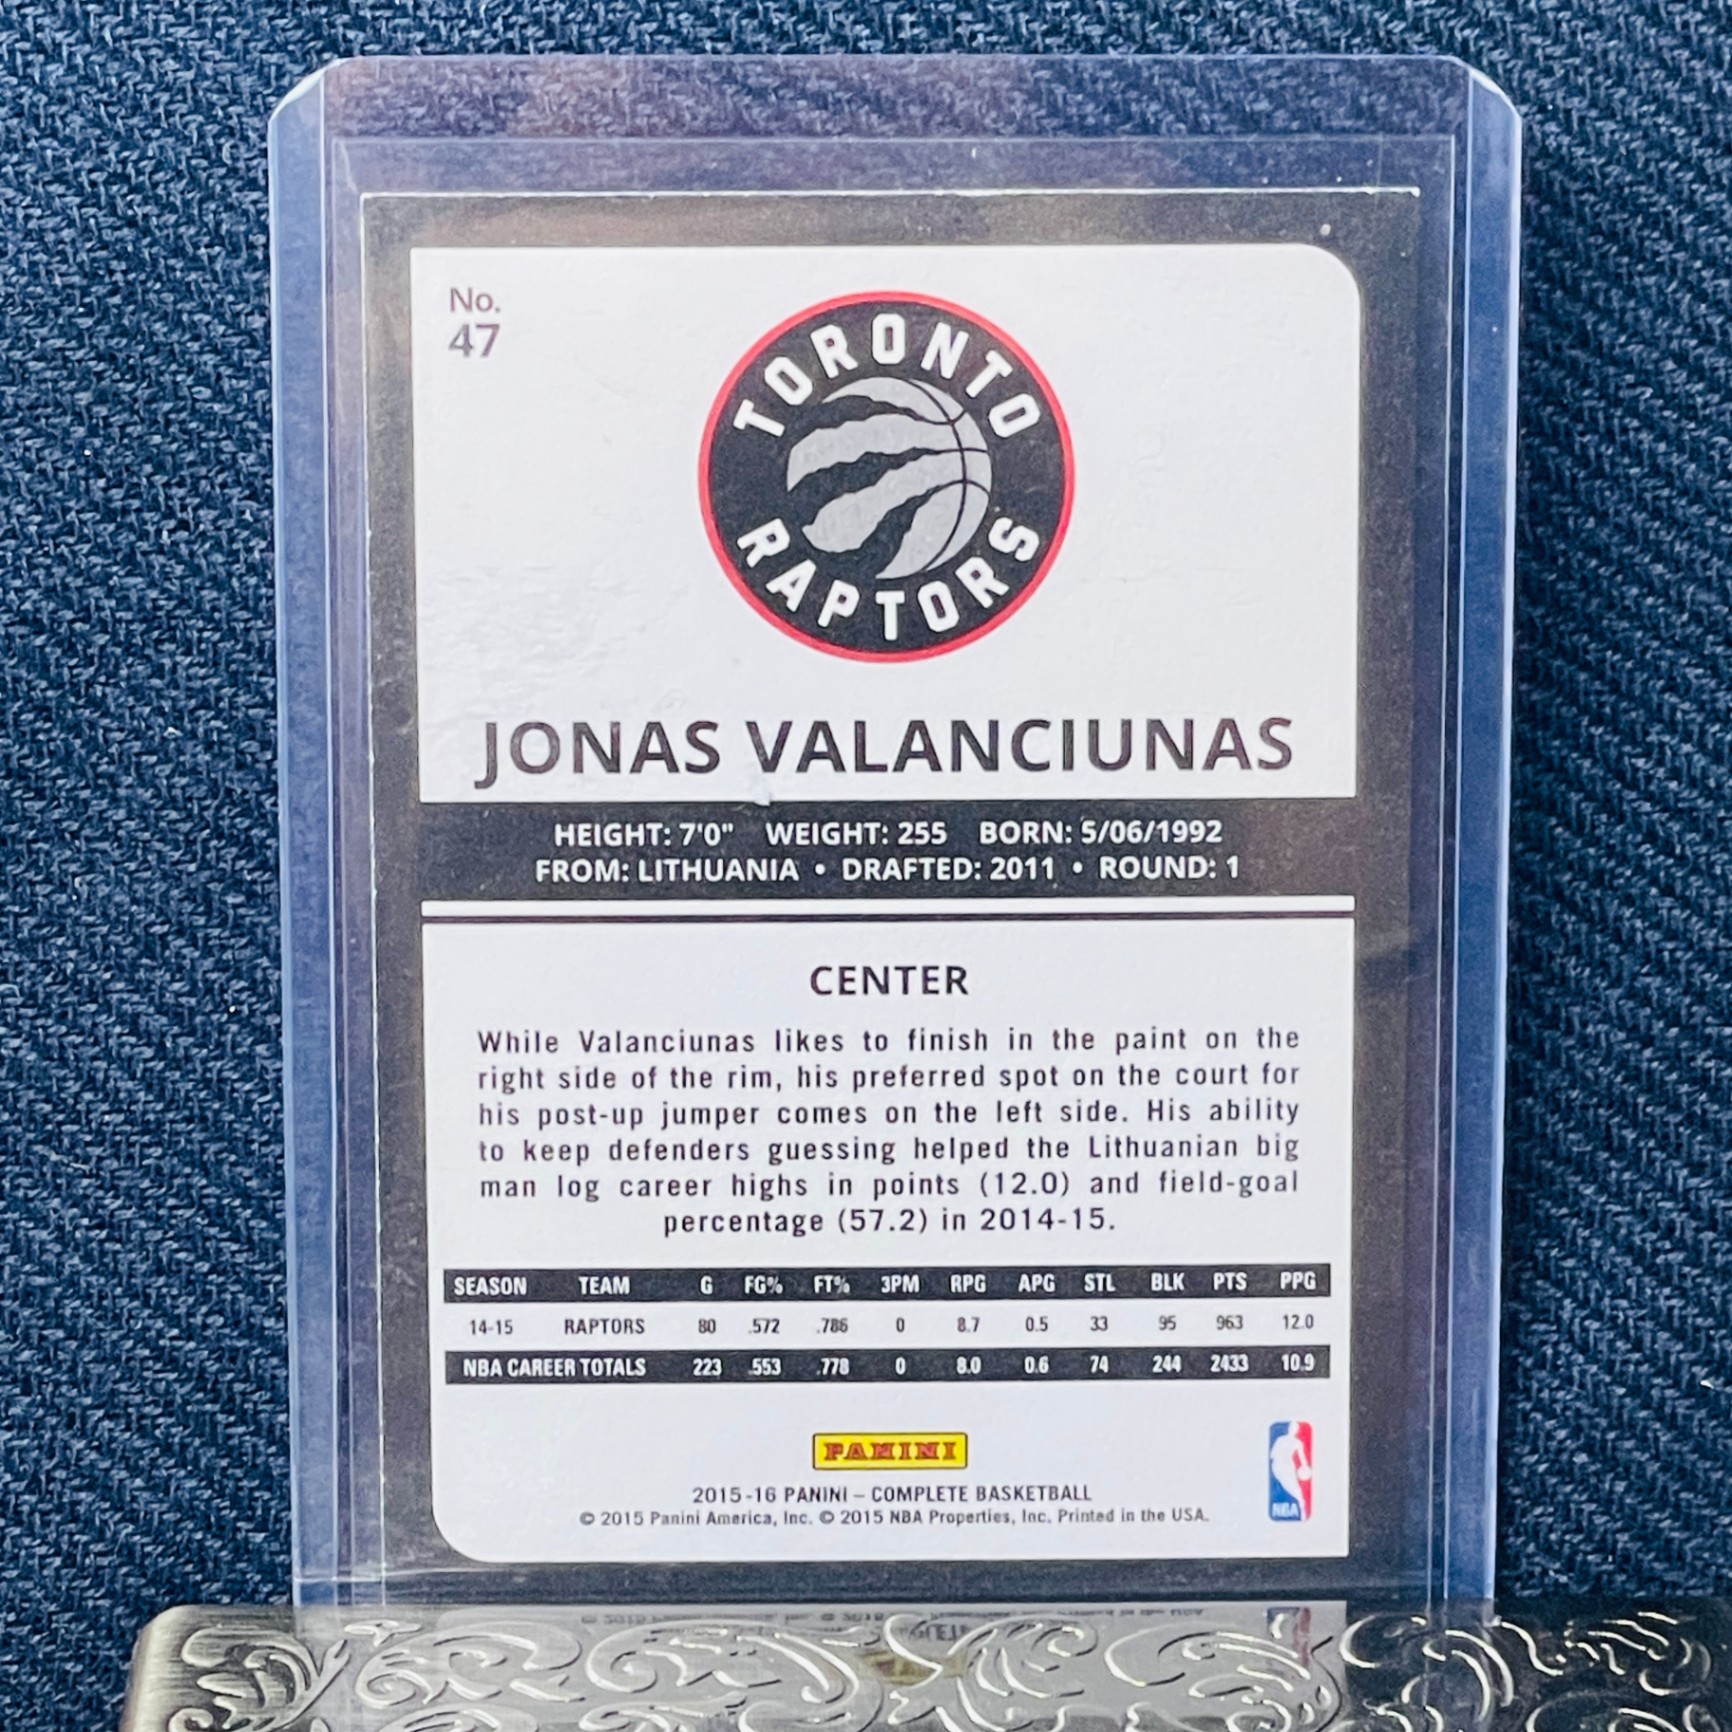 No.
47
TORONTO
RAPTORS
JONAS VALANCIUNAS
HEIGHT: 7'0" WEIGHT: 255 BORN: 5/06/1992
FROM: LITHUANIA • DRAFTED: 2011 • ROUND: 1
CENTER
While Valanciunas likes to finish in the paint on the
right side of the rim, his preferred spot on the court for
his post-up jumper comes on the left side. His ability
to keep defenders guessing helped the Lithuanian big
man log career highs in points (12.0) and field-goal
percentage (57.2) in 2014-15.
SEASON TEAM G FG% FT% 3PM RPG APG STL BLK PTS PPG
14-15 RAPTORS 80 .572 .786 0 8.7 0.5 33 95 963 12.0
NBA CAREER TOTALS 223 .553 .778 0 8.0 0.6 74 244 2433 10.9
PANINI
NBA
2015-16 PANINI – COMPLETE BASKETBALL
© 2015 Panini America, Inc. © 2015 NBA Properties, Inc. Printed in the USA.